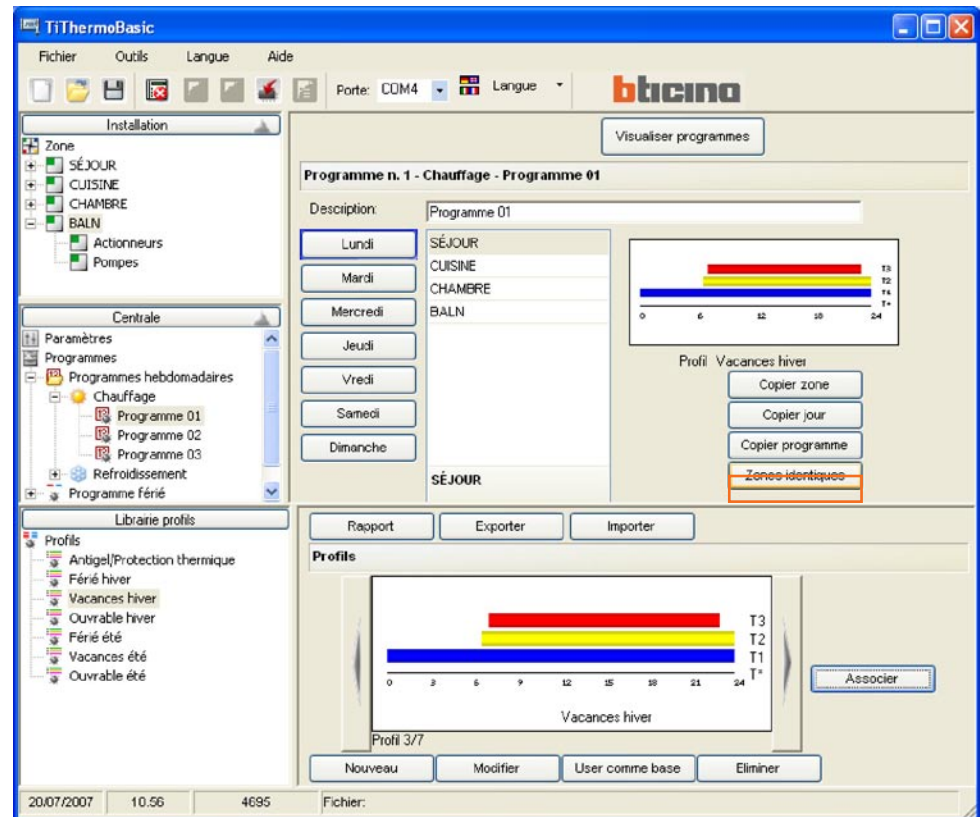 TiThermoBasic
Fichier Outils Langue Aide
Porte: COM4 Langue bticino
Installation
Zone
SÉJOUR
CUISINE
CHAMBRE
BALN
Actionneurs
Pompes
Centrale
Paramètres
Programmes
Programmes hebdomadaires
Chauffage
Programme 01
Programme 02
Programme 03
Refroidissement
Programme férié
Visualiser programmes
Programme n. 1 - Chauffage - Programme 01
Description: Programme 01
Lundi
Mardi
Mercredi
Jeudi
Vredi
Samedi
Dimanche
SÉJOUR
CUISINE
CHAMBRE
BALN
SÉJOUR
T3
T2
T1
T*
0 6 12 18 24
Profil Vacances hiver
Copier zone
Copier jour
Copier programme
Zones identiques
Librairie profils
Profils
Antigel/Protection thermique
Férié hiver
Vacances hiver
Ouvrable hiver
Férié été
Vacances été
Ouvrable été
Rapport Exporter Importer
Profils
T3
T2
T1
T*
0 3 6 9 12 15 18 21 24
Vacances hiver
Profil 3/7
Associer
Nouveau Modifier User comme base Eliminer
20/07/2007 10.56 4695 Fichier: